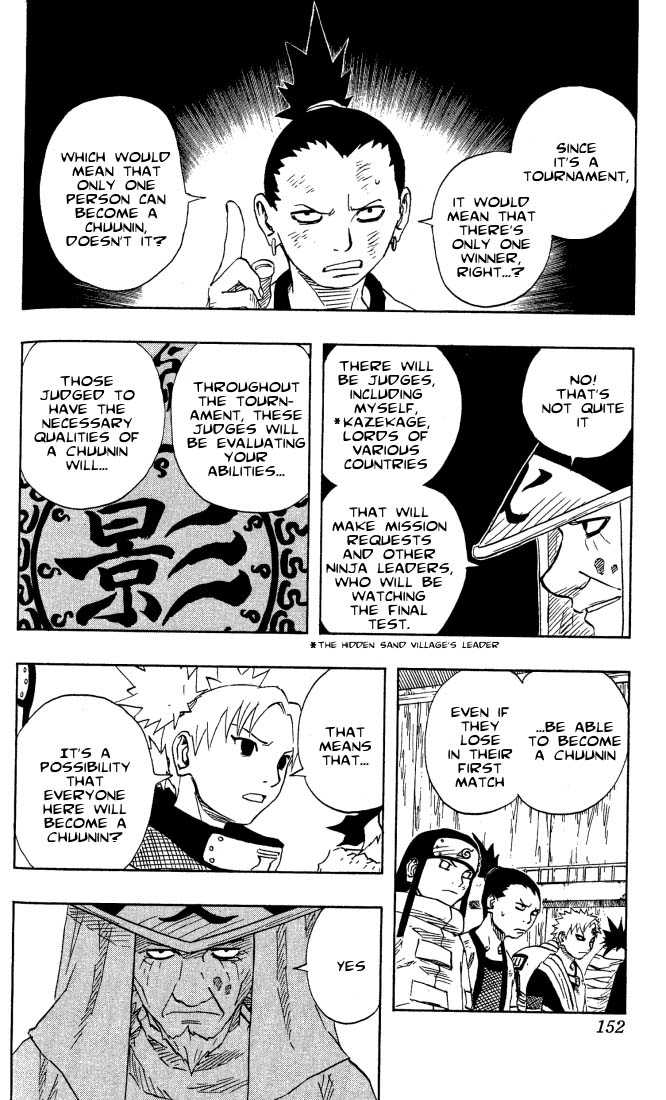 SINCE
IT'S A
TOURNAMENT,
IT WOULD
MEAN THAT
THERE'S
ONLY ONE
WINNER,
RIGHT...?
WHICH WOULD
MEAN THAT
ONLY ONE
PERSON CAN
BECOME A
CHUUNIN,
DOESN'T IT?
NO!
THAT'S
NOT QUITE
IT
THERE WILL
BE JUDGES,
INCLUDING
MYSELF,
*KAZEKAGE,
LORDS OF
VARIOUS
COUNTRIES
THAT WILL
MAKE MISSION
REQUESTS
AND OTHER
NINJA LEADERS,
WHO WILL BE
WATCHING
THE FINAL
TEST.
*THE HIDDEN SAND VILLAGE'S LEADER
THROUGHOUT
THE TOURN-
AMENT, THESE
JUDGES WILL
BE EVALUATING
YOUR
ABILITIES...
THOSE
JUDGED TO
HAVE THE
NECESSARY
QUALITIES OF
A CHUUNIN
WILL...
影
...BE ABLE
TO BECOME
A CHUUNIN
EVEN IF
THEY
LOSE
IN THEIR
FIRST
MATCH
THAT
MEANS
THAT...
IT'S A
POSSIBILITY
THAT
EVERYONE
HERE WILL
BECOME A
CHUUNIN?
YES
152